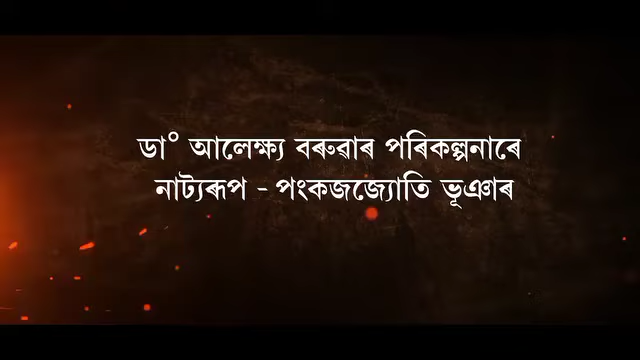 ডা° আলেক্ষ্য বৰুৱাৰ পৰিকল্পনাৰে
নাট্যৰূপ - পংকজজ্যোতি ভূঞাৰ